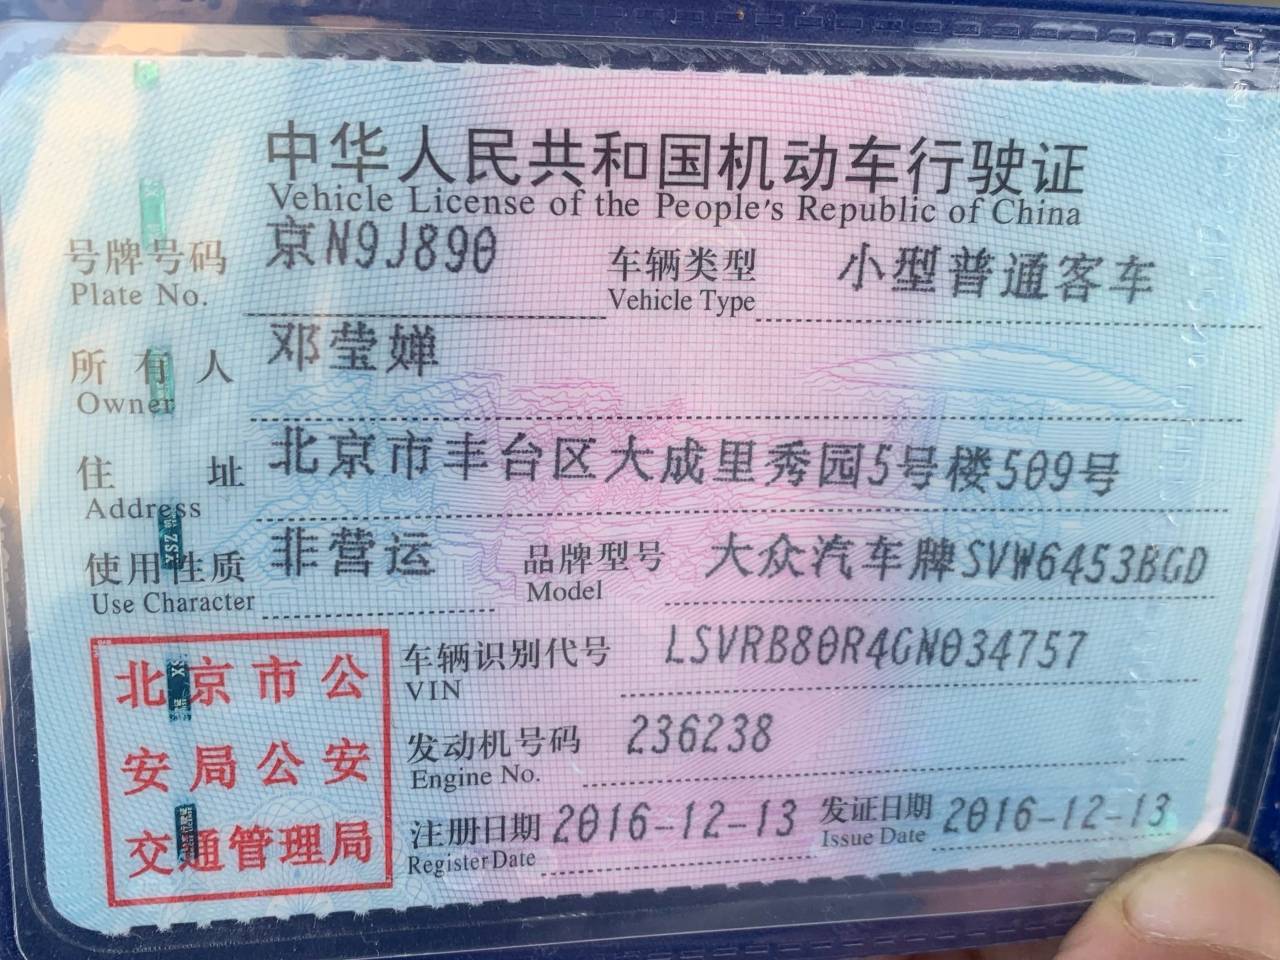 中华人民共和国机动车行驶证
Vehicle License of the People's Republic of China
号牌号码 京N9J890 车辆类型 小型普通客车
Plate No. Vehicle Type
所有人 邓莹婵
Owner
住址 北京市丰台区大成里秀园5号楼509号
Address
使用性质 非营运 品牌型号 大众汽车牌SVW6453BGD
Use Character Model
北京市公
安局公安
交通管理局
车辆识别代号 LSVRB80R4GN034757
VIN
发动机号码 236238
Engine No.
注册日期 2016-12-13 发证日期 2016-12-13
Register Date Issue Date